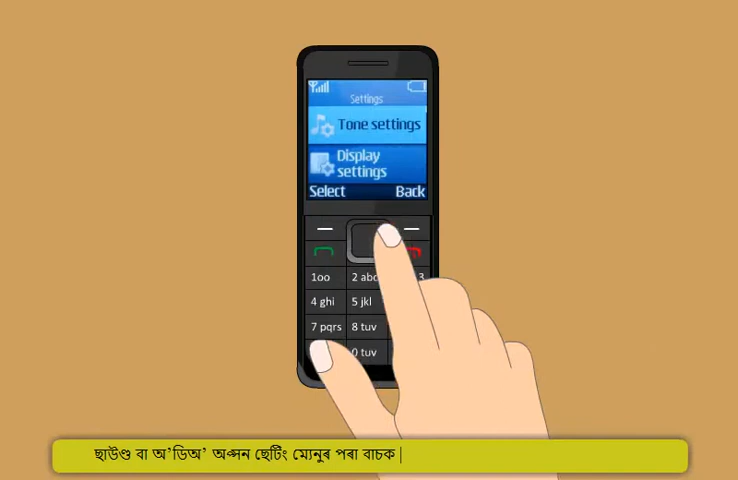 Settings
Tone settings
Display
settings
Select Back
1oo 2 abc 3
4 ghi 5 jkl
7 pqrs 8 tuv
0 tuv
ছাউণ্ড বা অ'ডিঅ' অপ্সন ছেটিং ম্যেনুৰ পৰা বাচক |